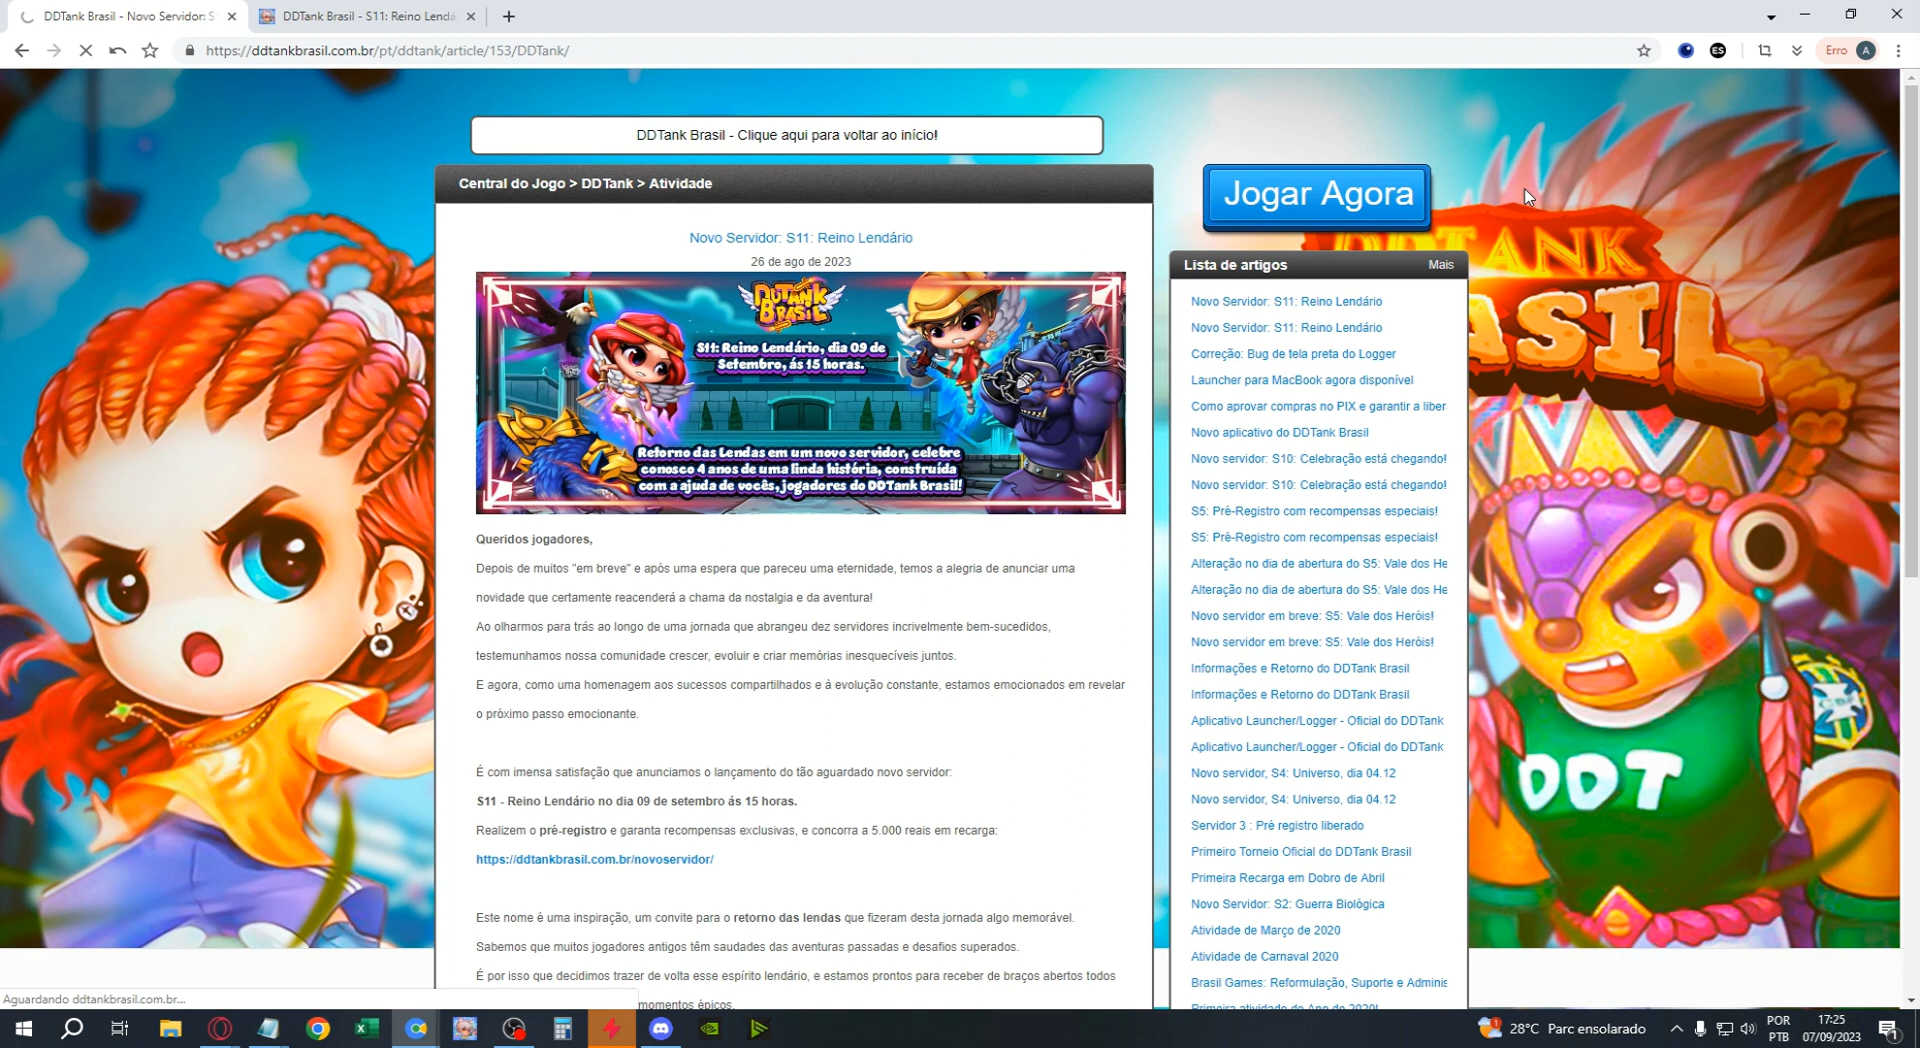 DDTank Brasil - Novo Servidor: S
DDTank Brasil - S11: Reino Lend
https://ddtankbrasil.com.br/pt/ddtank/article/153/DDTank/
Erro A
DDTank Brasil - Clique aqui para voltar ao início!
Central do Jogo > DDTank > Atividade
Novo Servidor: S11: Reino Lendário
26 de ago de 2023
DDTANK
BRASIL
S11: Reino Lendário, dia 09 de
Setembro, ás 15 horas.
Retorno das Lendas em um novo servidor, celebre
conosco 4 anos de uma linda história, construída
com a ajuda de vocês, jogadores do DDTank Brasil!
Queridos jogadores,
Depois de muitos "em breve" e após uma espera que pareceu uma eternidade, temos a alegria de anunciar uma
novidade que certamente reacenderá a chama da nostalgia e da aventura!
Ao olharmos para trás ao longo de uma jornada que abrangeu dez servidores incrivelmente bem-sucedidos,
testemunhamos nossa comunidade crescer, evoluir e criar memórias inesquecíveis juntos.
E agora, como uma homenagem aos sucessos compartilhados e à evolução constante, estamos emocionados em revelar
o próximo passo emocionante.
É com imensa satisfação que anunciamos o lançamento do tão aguardado novo servidor:
S11 - Reino Lendário no dia 09 de setembro ás 15 horas.
Realizem o pré-registro e garanta recompensas exclusivas, e concorra a 5.000 reais em recarga:
https://ddtankbrasil.com.br/novoservidor/
Este nome é uma inspiração, um convite para o retorno das lendas que fizeram desta jornada algo memorável.
Sabemos que muitos jogadores antigos têm saudades das aventuras passadas e desafios superados.
É por isso que decidimos trazer de volta esse espírito lendário, e estamos prontos para receber de braços abertos todos
momentos épicos.
Jogar Agora
Lista de artigos Mais
Novo Servidor: S11: Reino Lendário
Novo Servidor: S11: Reino Lendário
Correção: Bug de tela preta do Logger
Launcher para MacBook agora disponível
Como aprovar compras no PIX e garantir a liber
Novo aplicativo do DDTank Brasil
Novo servidor: S10: Celebração está chegando!
Novo servidor: S10: Celebração está chegando!
S5: Pré-Registro com recompensas especiais!
S5: Pré-Registro com recompensas especiais!
Alteração no dia de abertura do S5: Vale dos He
Alteração no dia de abertura do S5: Vale dos He
Novo servidor em breve: S5: Vale dos Heróis!
Novo servidor em breve: S5: Vale dos Heróis!
Informações e Retorno do DDTank Brasil
Informações e Retorno do DDTank Brasil
Aplicativo Launcher/Logger - Oficial do DDTank
Aplicativo Launcher/Logger - Oficial do DDTank
Novo servidor, S4: Universo, dia 04.12
Novo servidor, S4: Universo, dia 04.12
Servidor 3 : Pré registro liberado
Primeiro Torneio Oficial do DDTank Brasil
Primeira Recarga em Dobro de Abril
Novo Servidor: S2: Guerra Biológica
Atividade de Março de 2020
Atividade de Carnaval 2020
Brasil Games: Reformulação, Suporte e Adminis
Primeira atividade do Ano de 2020!
DDTANK
ASIL
DDT
Aguardando ddtankbrasil.com.br...
28°C Parc ensolarado
POR
PTB
17:25
07/09/2023
1